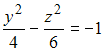 y²/4 − z²/6 = −1